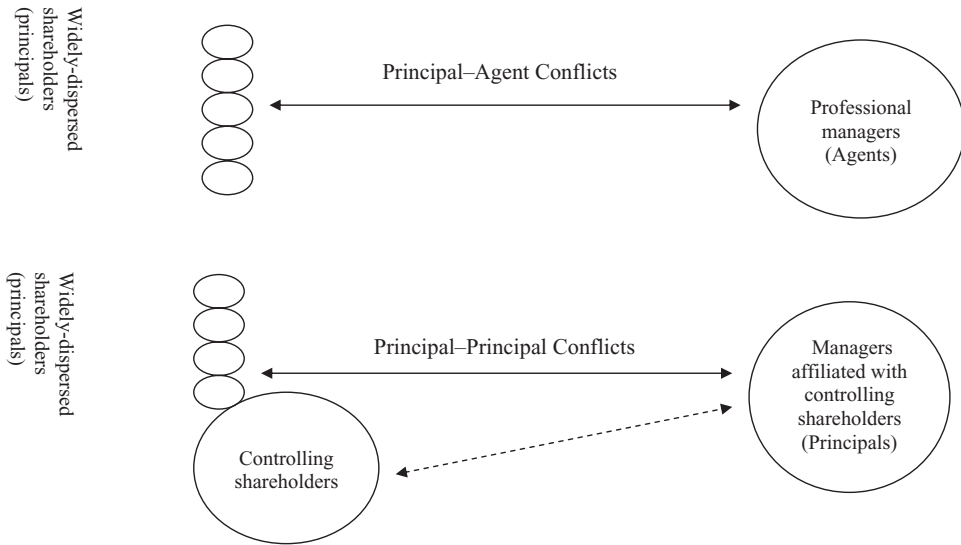 Widely-dispersed
shareholders
(principals)
Principal–Agent Conflicts
Professional
managers
(Agents)
Widely-dispersed
shareholders
(principals)
Principal–Principal Conflicts
Managers
affiliated with
controlling
shareholders
(Principals)
Controlling
shareholders